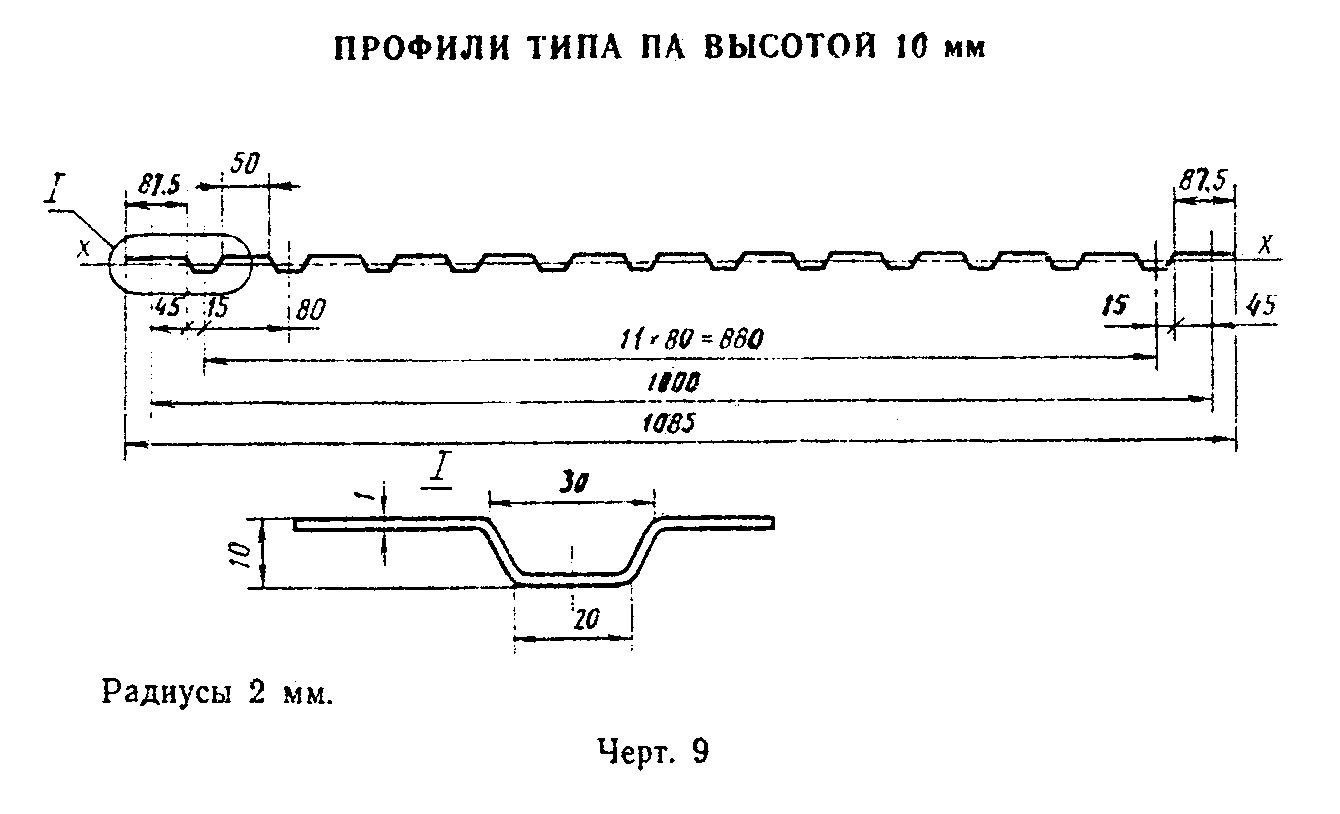 ПРОФИЛИ ТИПА ПА ВЫСОТОЙ 10 мм
I 87.5 50 87.5
X X
45 15 80 15 45
11 × 80 = 880
1000
1085
I
1 30
10
20
Радиусы 2 мм.
Черт. 9